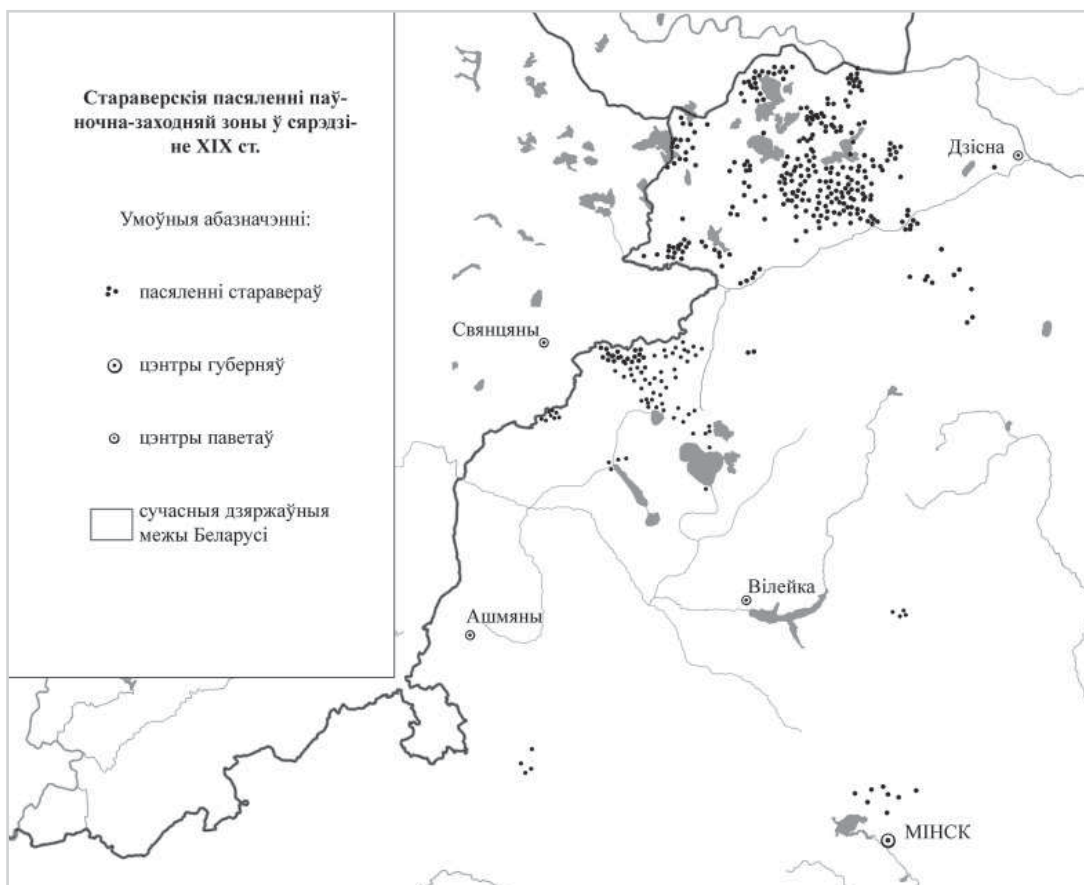 Стараверскія пасяленні паў-
ночна-заходняй зоны ў сярэдзі-
не XIX ст.
Умоўныя абазначэнні:
пасяленні старавераў
цэнтры губерняў
цэнтры паветаў
сучасныя дзяржаўныя
межы Беларусі
Дзісна
Свянцяны
Вілейка
Ашмяны
МІНСК